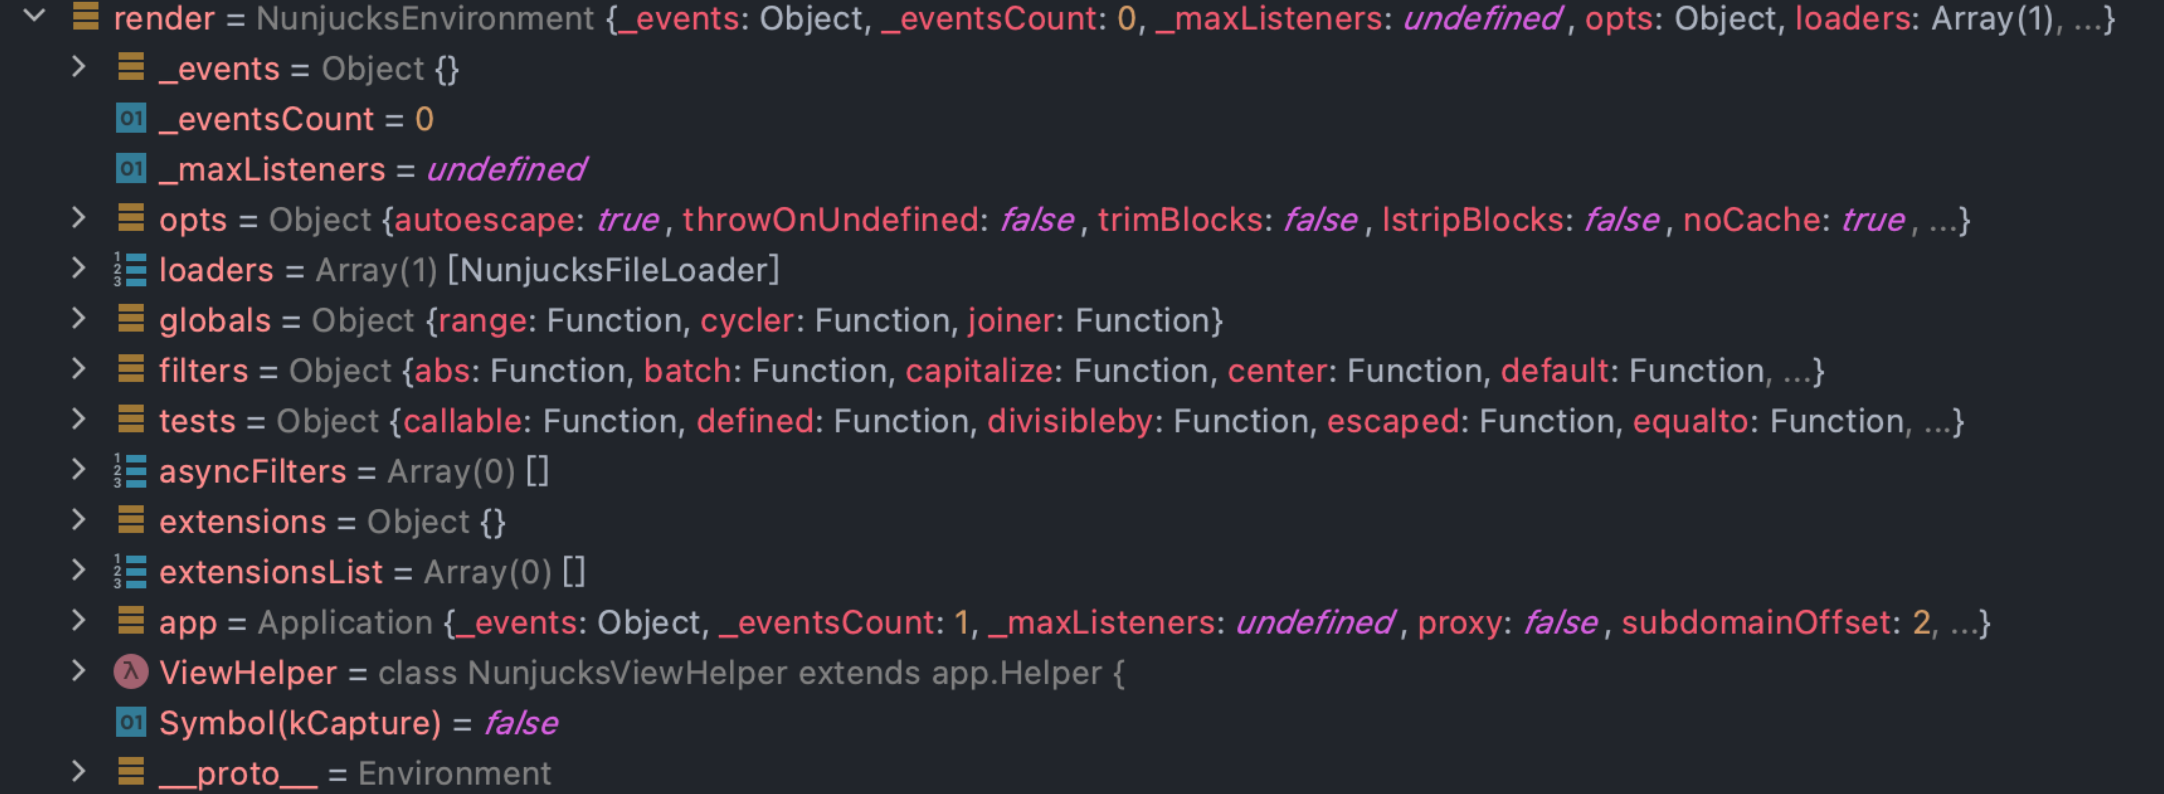 render = NunjucksEnvironment {_events: Object, _eventsCount: 0, _maxListeners: undefined, opts: Object, loaders: Array(1), ...}
_events = Object {}
01 _eventsCount = 0
01 _maxListeners = undefined
opts = Object {autoescape: true, throwOnUndefined: false, trimBlocks: false, lstripBlocks: false, noCache: true, ...}
loaders = Array(1) [NunjucksFileLoader]
globals = Object {range: Function, cycler: Function, joiner: Function}
filters = Object {abs: Function, batch: Function, capitalize: Function, center: Function, default: Function, ...}
tests = Object {callable: Function, defined: Function, divisibleby: Function, escaped: Function, equalto: Function, ...}
asyncFilters = Array(0) []
extensions = Object {}
extensionsList = Array(0) []
app = Application {_events: Object, _eventsCount: 1, _maxListeners: undefined, proxy: false, subdomainOffset: 2, ...}
λ ViewHelper = class NunjucksViewHelper extends app.Helper {
01 Symbol(kCapture) = false
__proto__ = Environment